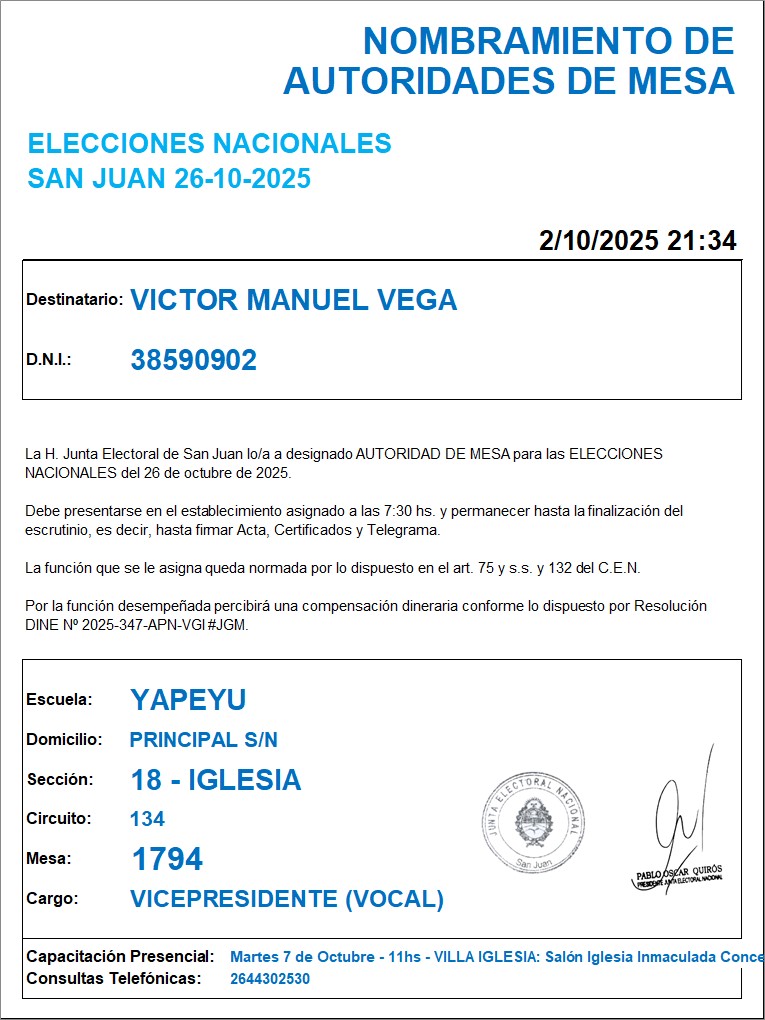 NOMBRAMIENTO DE
AUTORIDADES DE MESA
ELECCIONES NACIONALES
SAN JUAN 26-10-2025
2/10/2025 21:34
Destinatario: VICTOR MANUEL VEGA
D.N.I.: 38590902
La H. Junta Electoral de San Juan lo/a a designado AUTORIDAD DE MESA para las ELECCIONES
NACIONALES del 26 de octubre de 2025.
Debe presentarse en el establecimiento asignado a las 7:30 hs. y permanecer hasta la finalización del
escrutinio, es decir, hasta firmar Acta, Certificados y Telegrama.
La función que se le asigna queda normada por lo dispuesto en el art. 75 y s.s. y 132 del C.E.N.
Por la función desempeñada percibirá una compensación dineraria conforme lo dispuesto por Resolución
DINE Nº 2025-347-APN-VGI#JGM.
Escuela: YAPEYU
Domicilio: PRINCIPAL S/N
Sección: 18 - IGLESIA
Circuito: 134
Mesa: 1794
Cargo: VICEPRESIDENTE (VOCAL)
JUNTA ELECTORAL NACIONAL
San Juan
PABLO OSCAR QUIRÓS
PRESIDENTE JUNTA ELECTORAL NACIONAL
Capacitación Presencial: Martes 7 de Octubre - 11hs - VILLA IGLESIA: Salón Iglesia Inmaculada Conce
Consultas Telefónicas: 2644302530